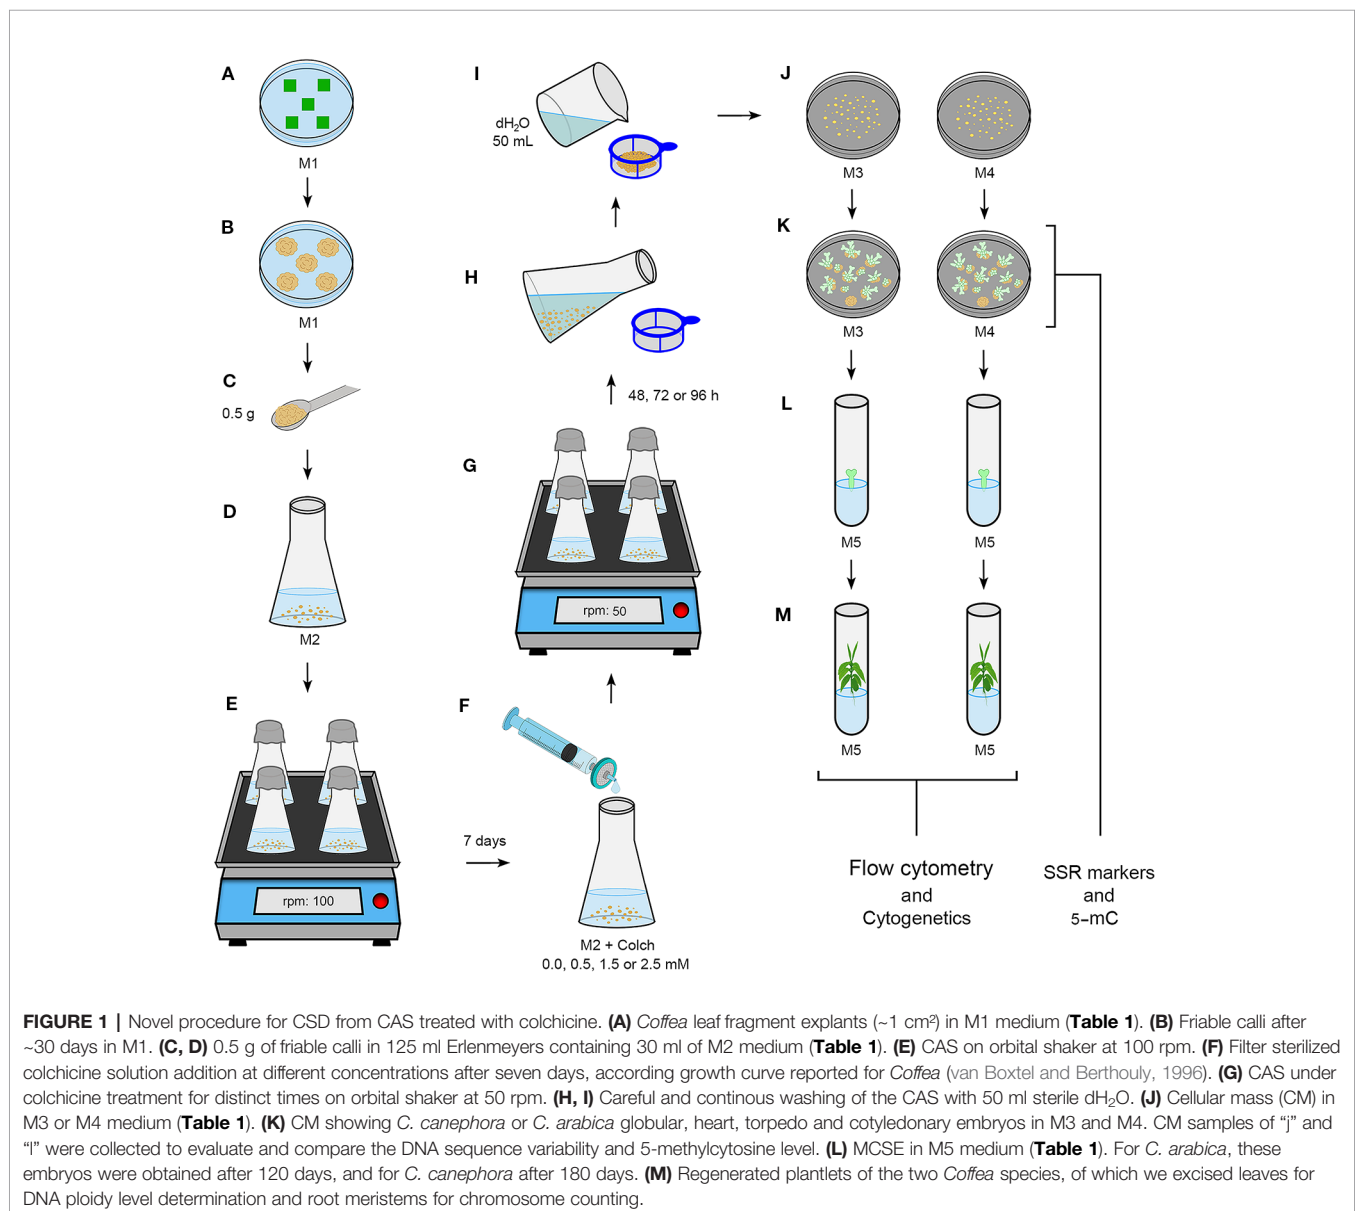 A
M1
B
M1
C
0.5 g
D
M2
E
rpm: 100
7 days
F
M2 + Colch
0.0, 0.5, 1.5 or 2.5 mM
G
rpm: 50
48, 72 or 96 h
H
I
dH₂O
50 mL
J
M3
M4
K
M3
M4
L
M5
M5
M
M5
M5
Flow cytometry
and
Cytogenetics
SSR markers
and
5-mC
FIGURE 1 | Novel procedure for CSD from CAS treated with colchicine. (A) Coffea leaf fragment explants (~1 cm²) in M1 medium (Table 1). (B) Friable calli after
~30 days in M1. (C, D) 0.5 g of friable calli in 125 ml Erlenmeyers containing 30 ml of M2 medium (Table 1). (E) CAS on orbital shaker at 100 rpm. (F) Filter sterilized
colchicine solution addition at different concentrations after seven days, according growth curve reported for Coffea (van Boxtel and Berthouly, 1996). (G) CAS under
colchicine treatment for distinct times on orbital shaker at 50 rpm. (H, I) Careful and continous washing of the CAS with 50 ml sterile dH₂O. (J) Cellular mass (CM) in
M3 or M4 medium (Table 1). (K) CM showing C. canephora or C. arabica globular, heart, torpedo and cotyledonary embryos in M3 and M4. CM samples of “j” and
“l” were collected to evaluate and compare the DNA sequence variability and 5-methylcytosine level. (L) MCSE in M5 medium (Table 1). For C. arabica, these
embryos were obtained after 120 days, and for C. canephora after 180 days. (M) Regenerated plantlets of the two Coffea species, of which we excised leaves for
DNA ploidy level determination and root meristems for chromosome counting.